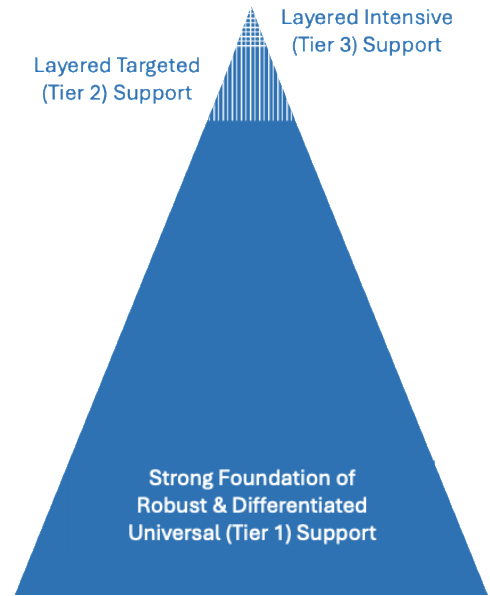 Layered Intensive
(Tier 3) Support
Layered Targeted
(Tier 2) Support
Strong Foundation of
Robust & Differentiated
Universal (Tier 1) Support